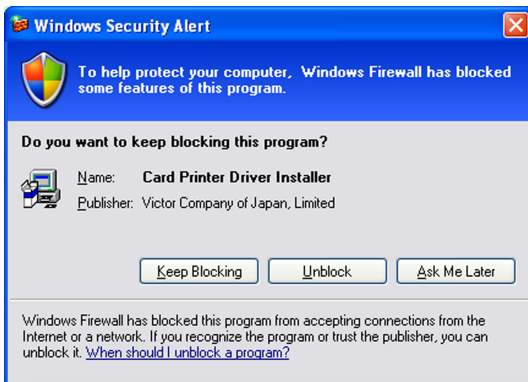 Windows Security Alert
To help protect your computer, Windows Firewall has blocked
some features of this program.
Do you want to keep blocking this program?
Name: Card Printer Driver Installer
Publisher: Victor Company of Japan, Limited
Keep Blocking Unblock Ask Me Later
Windows Firewall has blocked this program from accepting connections from the
Internet or a network. If you recognize the program or trust the publisher, you can
unblock it. When should I unblock a program?